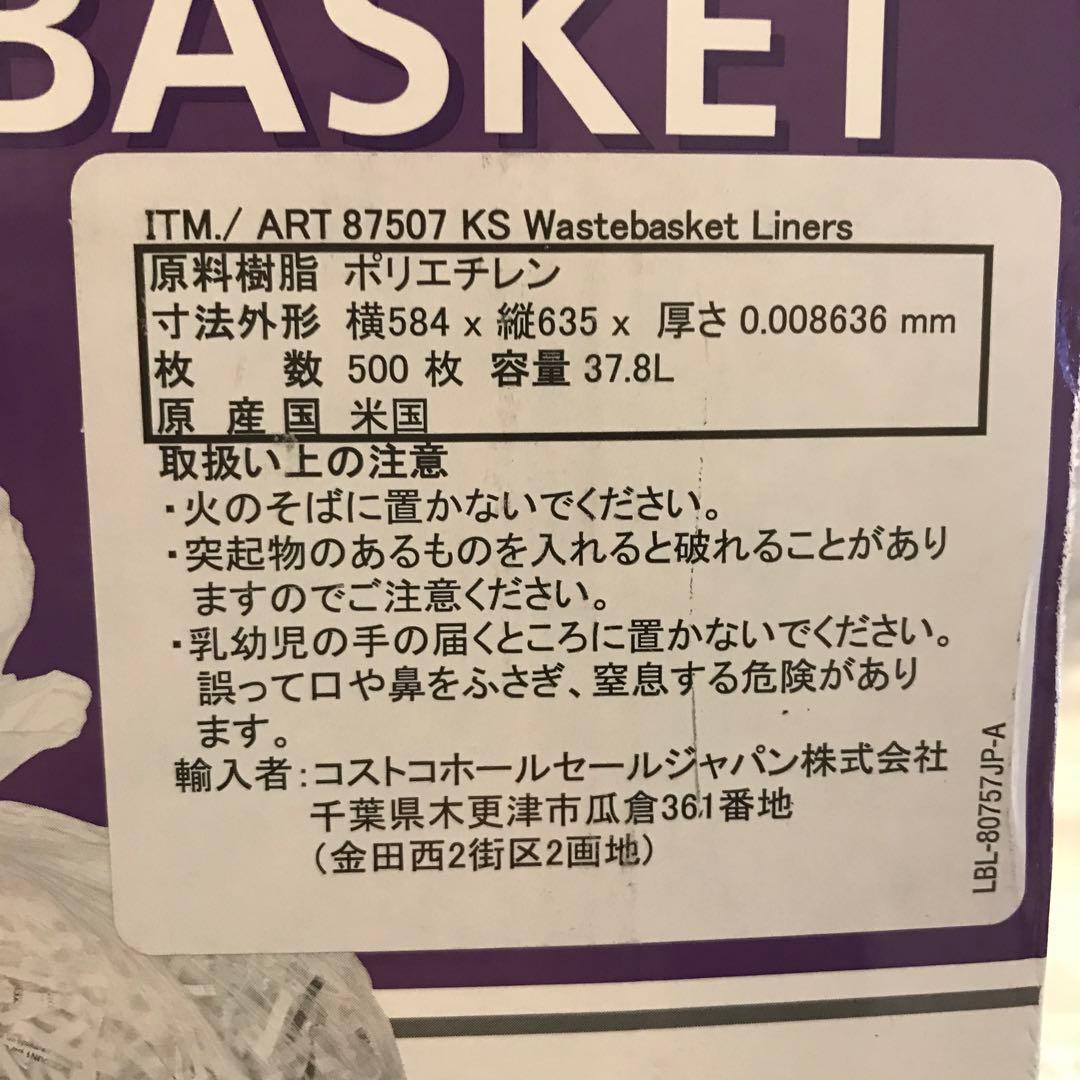 BASKET
ITM./ ART 87507 KS Wastebasket Liners
原料樹脂 ポリエチレン
寸法外形 横584 x 縦635 x 厚さ 0.008636 mm
枚 数 500 枚 容量 37.8L
原 産 国 米国
取扱い上の注意
・火のそばに置かないでください。
・突起物のあるものを入れると破れることがあり
ますのでご注意ください。
・乳幼児の手の届くところに置かないでください。
誤って口や鼻をふさぎ、窒息する危険があり
ます。
輸入者：コストコホールセールジャパン株式会社
千葉県木更津市瓜倉361番地
（金田西2街区2画地）
LBL-80757JP-A